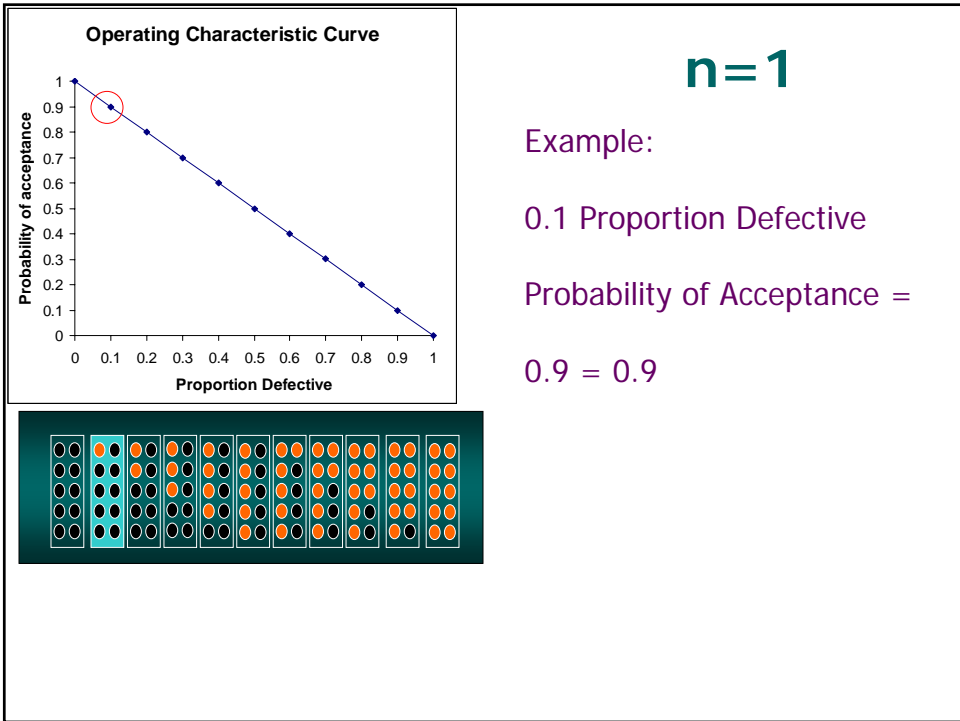 Operating Characteristic Curve
Probability of acceptance
1
0.9
0.8
0.7
0.6
0.5
0.4
0.3
0.2
0.1
0
0 0.1 0.2 0.3 0.4 0.5 0.6 0.7 0.8 0.9 1
Proportion Defective
n=1
Example:
0.1 Proportion Defective
Probability of Acceptance =
0.9 = 0.9